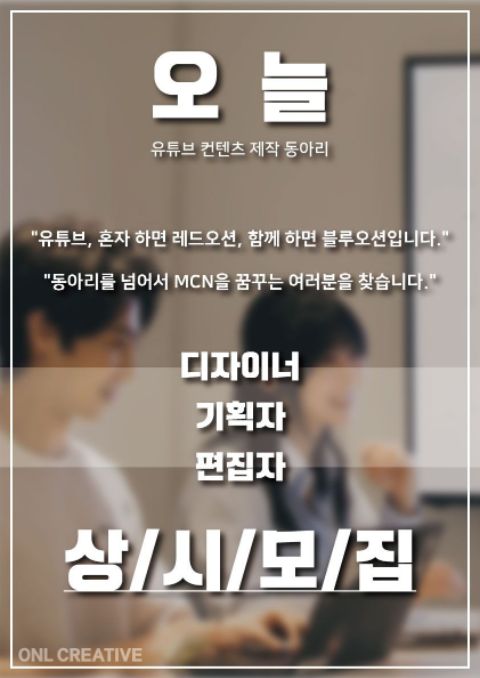 오 늘
유튜브 컨텐츠 제작 동아리
"유튜브, 혼자 하면 레드오션, 함께 하면 블루오션입니다."
"동아리를 넘어서 MCN을 꿈꾸는 여러분을 찾습니다."
디자이너
기획자
편집자
상/시/모/집
ONL CREATIVE